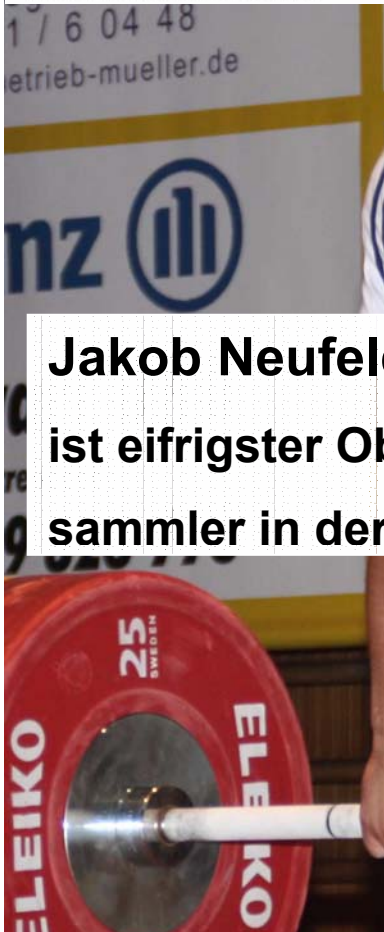 1 / 6 04 48
etrieb-mueller.de
nz
Jakob Neufel
ist eifrigster Ob
sammler in der
25
SWEDEN
ELEIKO
ELEIKO